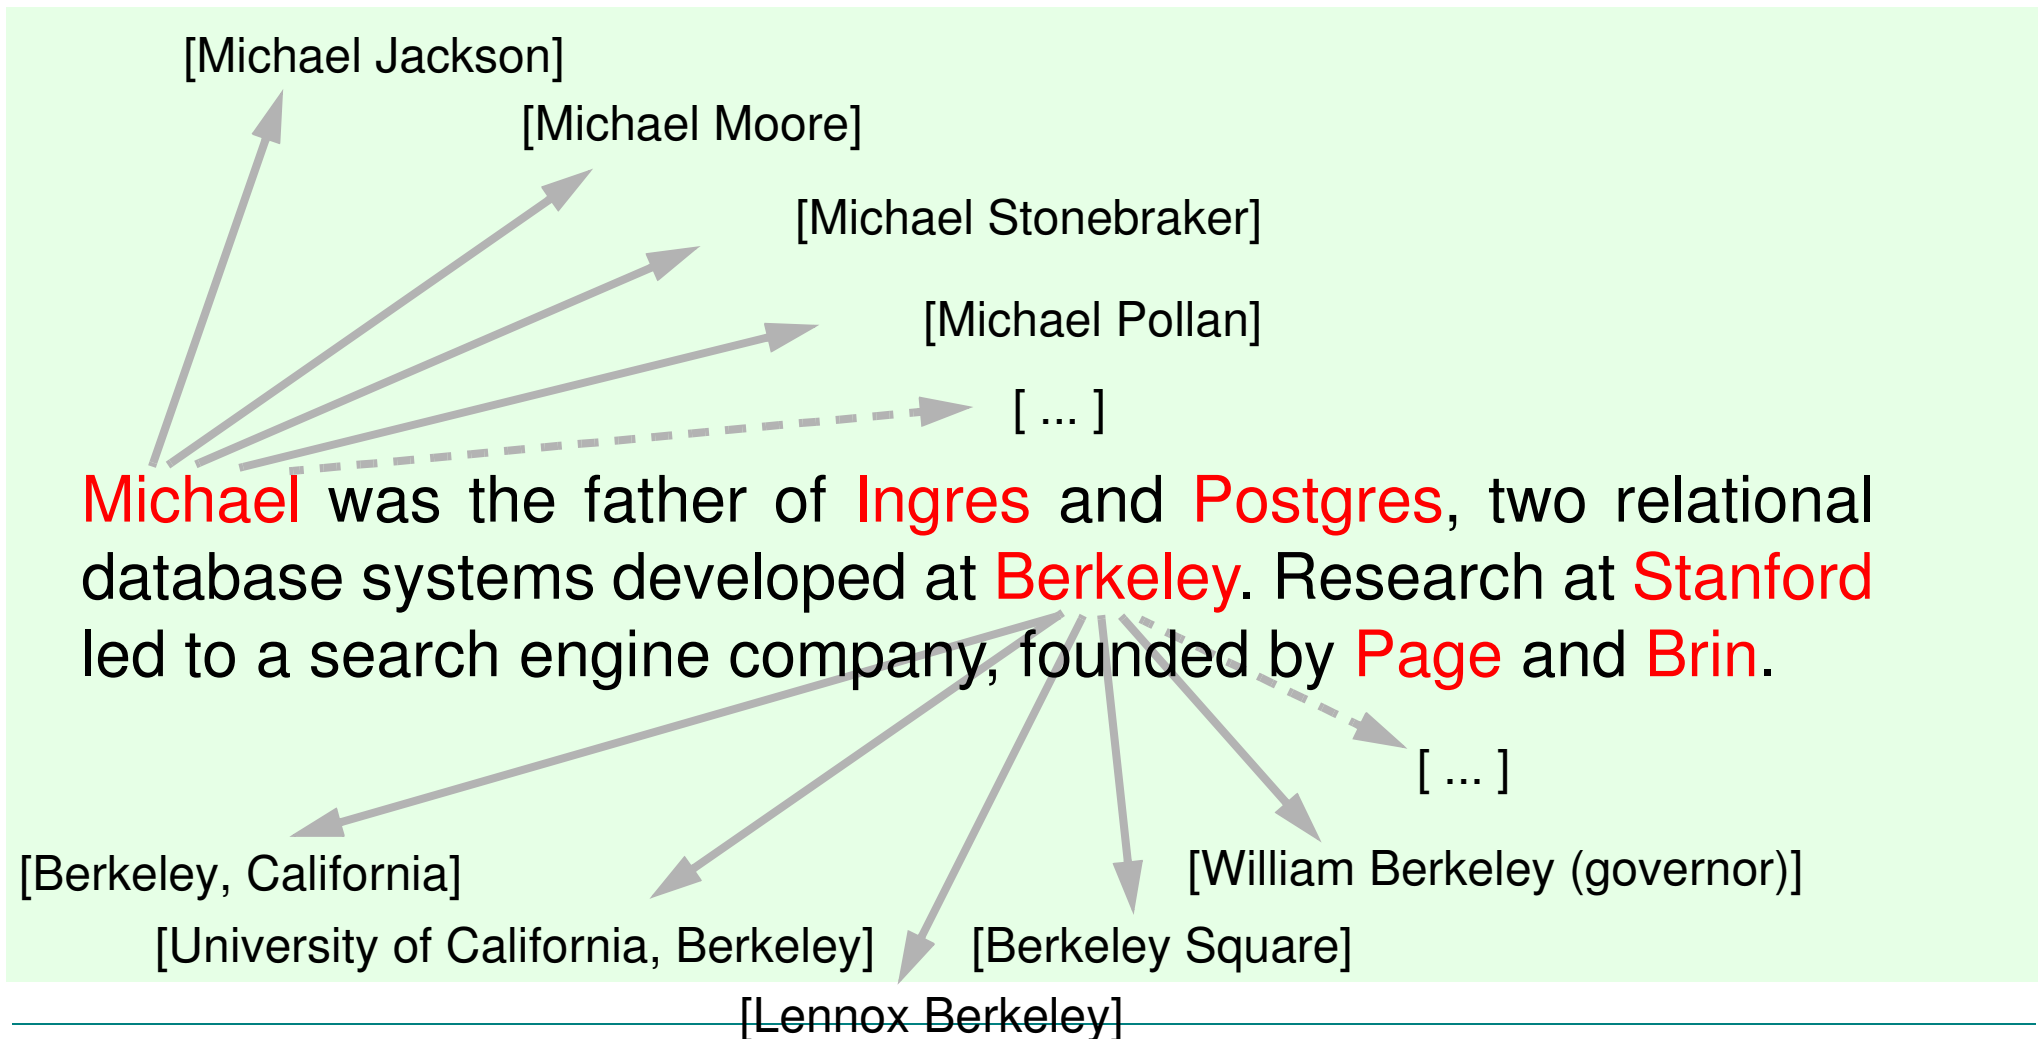 [Michael Jackson]
[Michael Moore]
[Michael Stonebraker]
[Michael Pollan]
[ ... ]
Michael was the father of Ingres and Postgres, two relational
database systems developed at Berkeley. Research at Stanford
led to a search engine company, founded by Page and Brin.
[ ... ]
[Berkeley, California]
[William Berkeley (governor)]
[University of California, Berkeley]
[Berkeley Square]
[Lennox Berkeley]